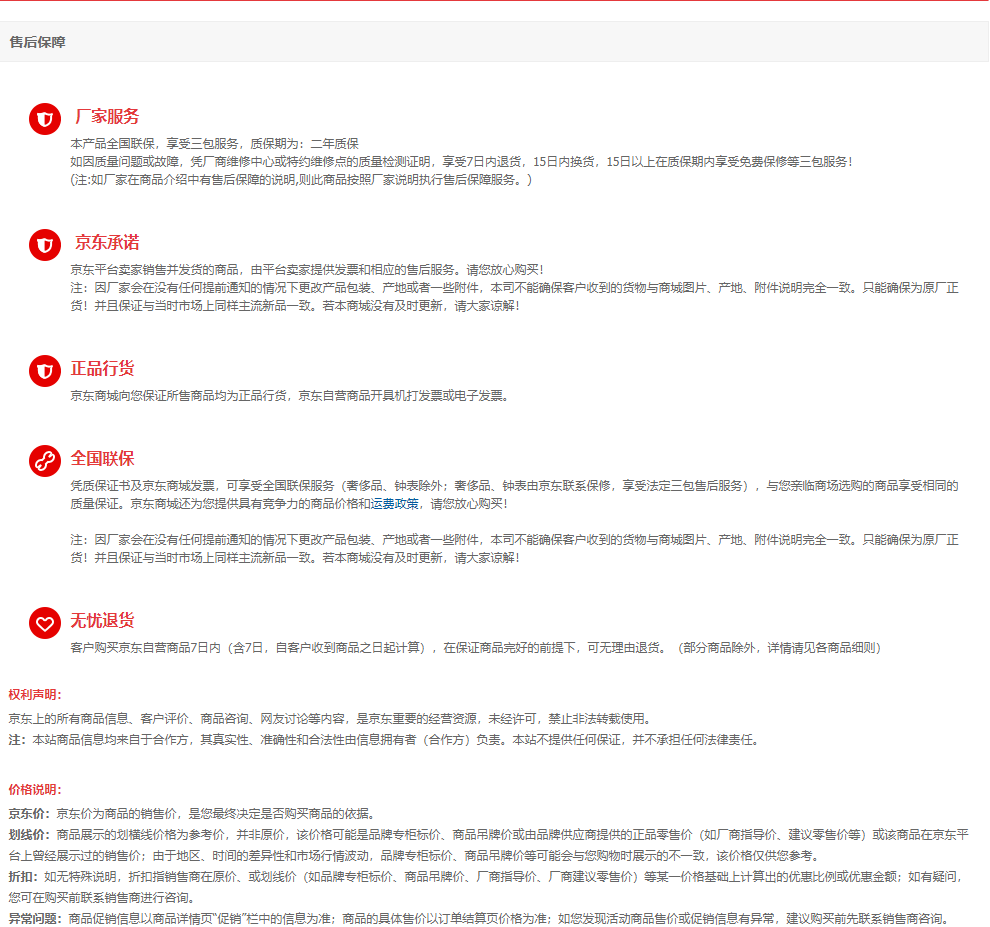 售后保障
厂家服务
本产品全国联保，享受三包服务，质保期为：二年质保
如因质量问题或故障，凭厂商维修中心或特约维修点的质量检测证明，享受7日内退货，15日内换货，15日以上在质保期内享受免费保修等三包服务！
(注:如厂家在商品介绍中有售后保障的说明,则此商品按照厂家说明执行售后保障服务。)
京东承诺
京东平台卖家销售并发货的商品，由平台卖家提供发票和相应的售后服务。请您放心购买！
注：因厂家会在没有任何提前通知的情况下更改产品包装、产地或者一些附件，本司不能确保客户收到的货物与商城图片、产地、附件说明完全一致。只能确保为原厂正
货！并且保证与当时市场上同样主流新品一致。若本商城没有及时更新，请大家谅解！
正品行货
京东商城向您保证所售商品均为正品行货，京东自营商品开具机打发票或电子发票。
全国联保
凭质保证书及京东商城发票，可享受全国联保服务（奢侈品、钟表除外；奢侈品、钟表由京东联系保修，享受法定三包售后服务），与您亲临商场选购的商品享受相同的
质量保证。京东商城还为您提供具有竞争力的商品价格和运费政策，请您放心购买！
注：因厂家会在没有任何提前通知的情况下更改产品包装、产地或者一些附件，本司不能确保客户收到的货物与商城图片、产地、附件说明完全一致。只能确保为原厂正
货！并且保证与当时市场上同样主流新品一致。若本商城没有及时更新，请大家谅解！
无忧退货
客户购买京东自营商品7日内（含7日，自客户收到商品之日起计算），在保证商品完好的前提下，可无理由退货。（部分商品除外，详情请见各商品细则）
权利声明：
京东上的所有商品信息、客户评价、商品咨询、网友讨论等内容，是京东重要的经营资源，未经许可，禁止非法转载使用。
注：本站商品信息均来自于合作方，其真实性、准确性和合法性由信息拥有者（合作方）负责。本站不提供任何保证，并不承担任何法律责任。
价格说明：
京东价：京东价为商品的销售价，是您最终决定是否购买商品的依据。
划线价：商品展示的划横线价格为参考价，并非原价，该价格可能是品牌专柜标价、商品吊牌价或由品牌供应商提供的正品零售价（如厂商指导价、建议零售价等）或该商品在京东平
台上曾经展示过的销售价；由于地区、时间的差异性和市场行情波动，品牌专柜标价、商品吊牌价等可能会与您购物时展示的不一致，该价格仅供您参考。
折扣：如无特殊说明，折扣指销售商在原价、或划线价（如品牌专柜标价、商品吊牌价、厂商指导价、厂商建议零售价）等某一价格基础上计算出的优惠比例或优惠金额；如有疑问，
您可在购买前联系销售商进行咨询。
异常问题：商品促销信息以商品详情页“促销”栏中的信息为准；商品的具体售价以订单结算页价格为准；如您发现活动商品售价或促销信息有异常，建议购买前先联系销售商咨询。